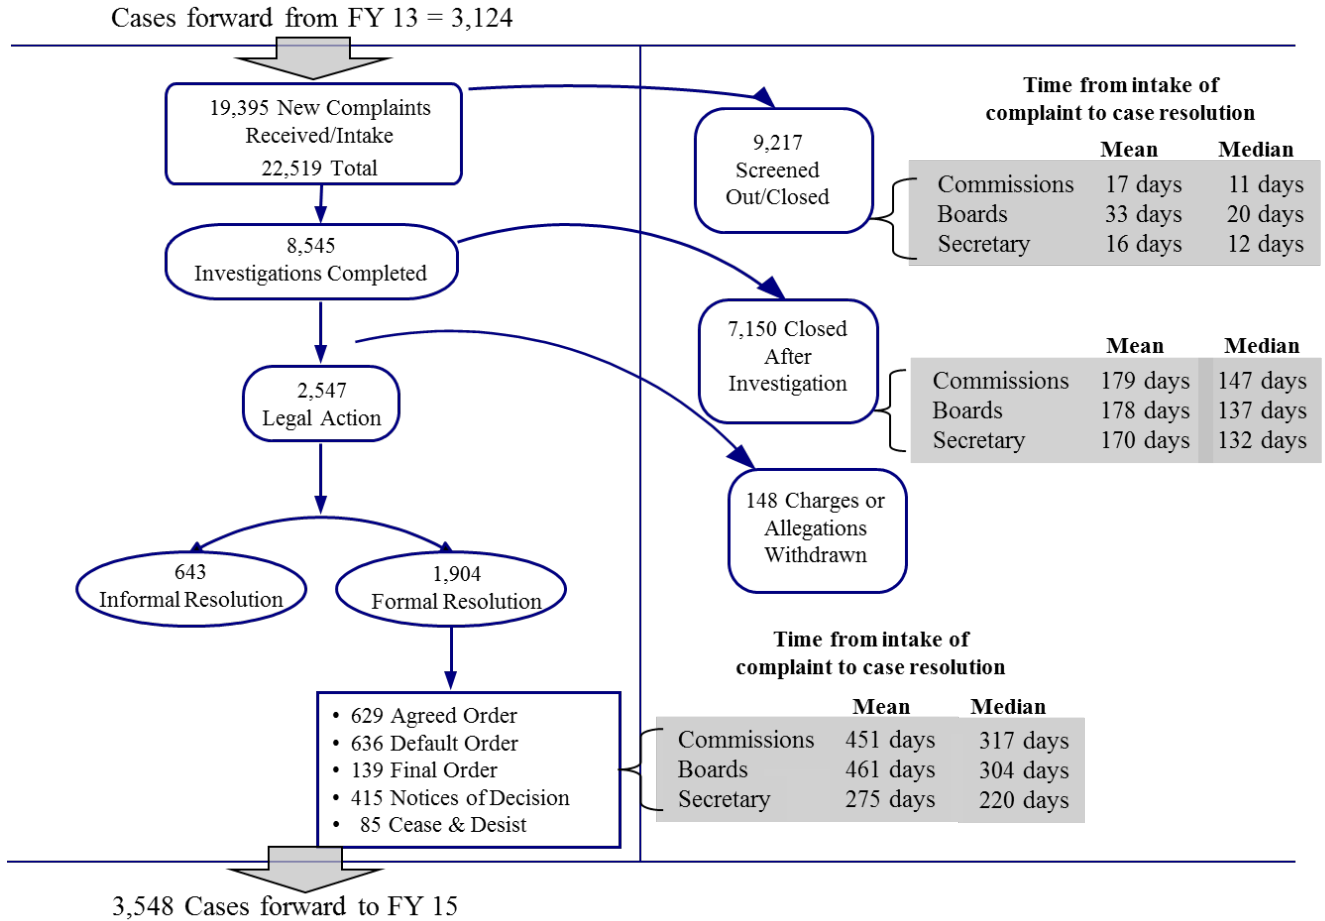 Cases forward from FY 13 = 3,124
19,395 New Complaints
Received/Intake
22,519 Total
9,217
Screened
Out/Closed
Time from intake of
complaint to case resolution
Mean Median
Commissions 17 days 11 days
Boards 33 days 20 days
Secretary 16 days 12 days
8,545
Investigations Completed
7,150 Closed
After
Investigation
Mean Median
Commissions 179 days 147 days
Boards 178 days 137 days
Secretary 170 days 132 days
2,547
Legal Action
148 Charges or
Allegations
Withdrawn
643
Informal Resolution
1,904
Formal Resolution
Time from intake of
complaint to case resolution
Mean Median
Commissions 451 days 317 days
Boards 461 days 304 days
Secretary 275 days 220 days
• 629 Agreed Order
• 636 Default Order
• 139 Final Order
• 415 Notices of Decision
• 85 Cease & Desist
3,548 Cases forward to FY 15